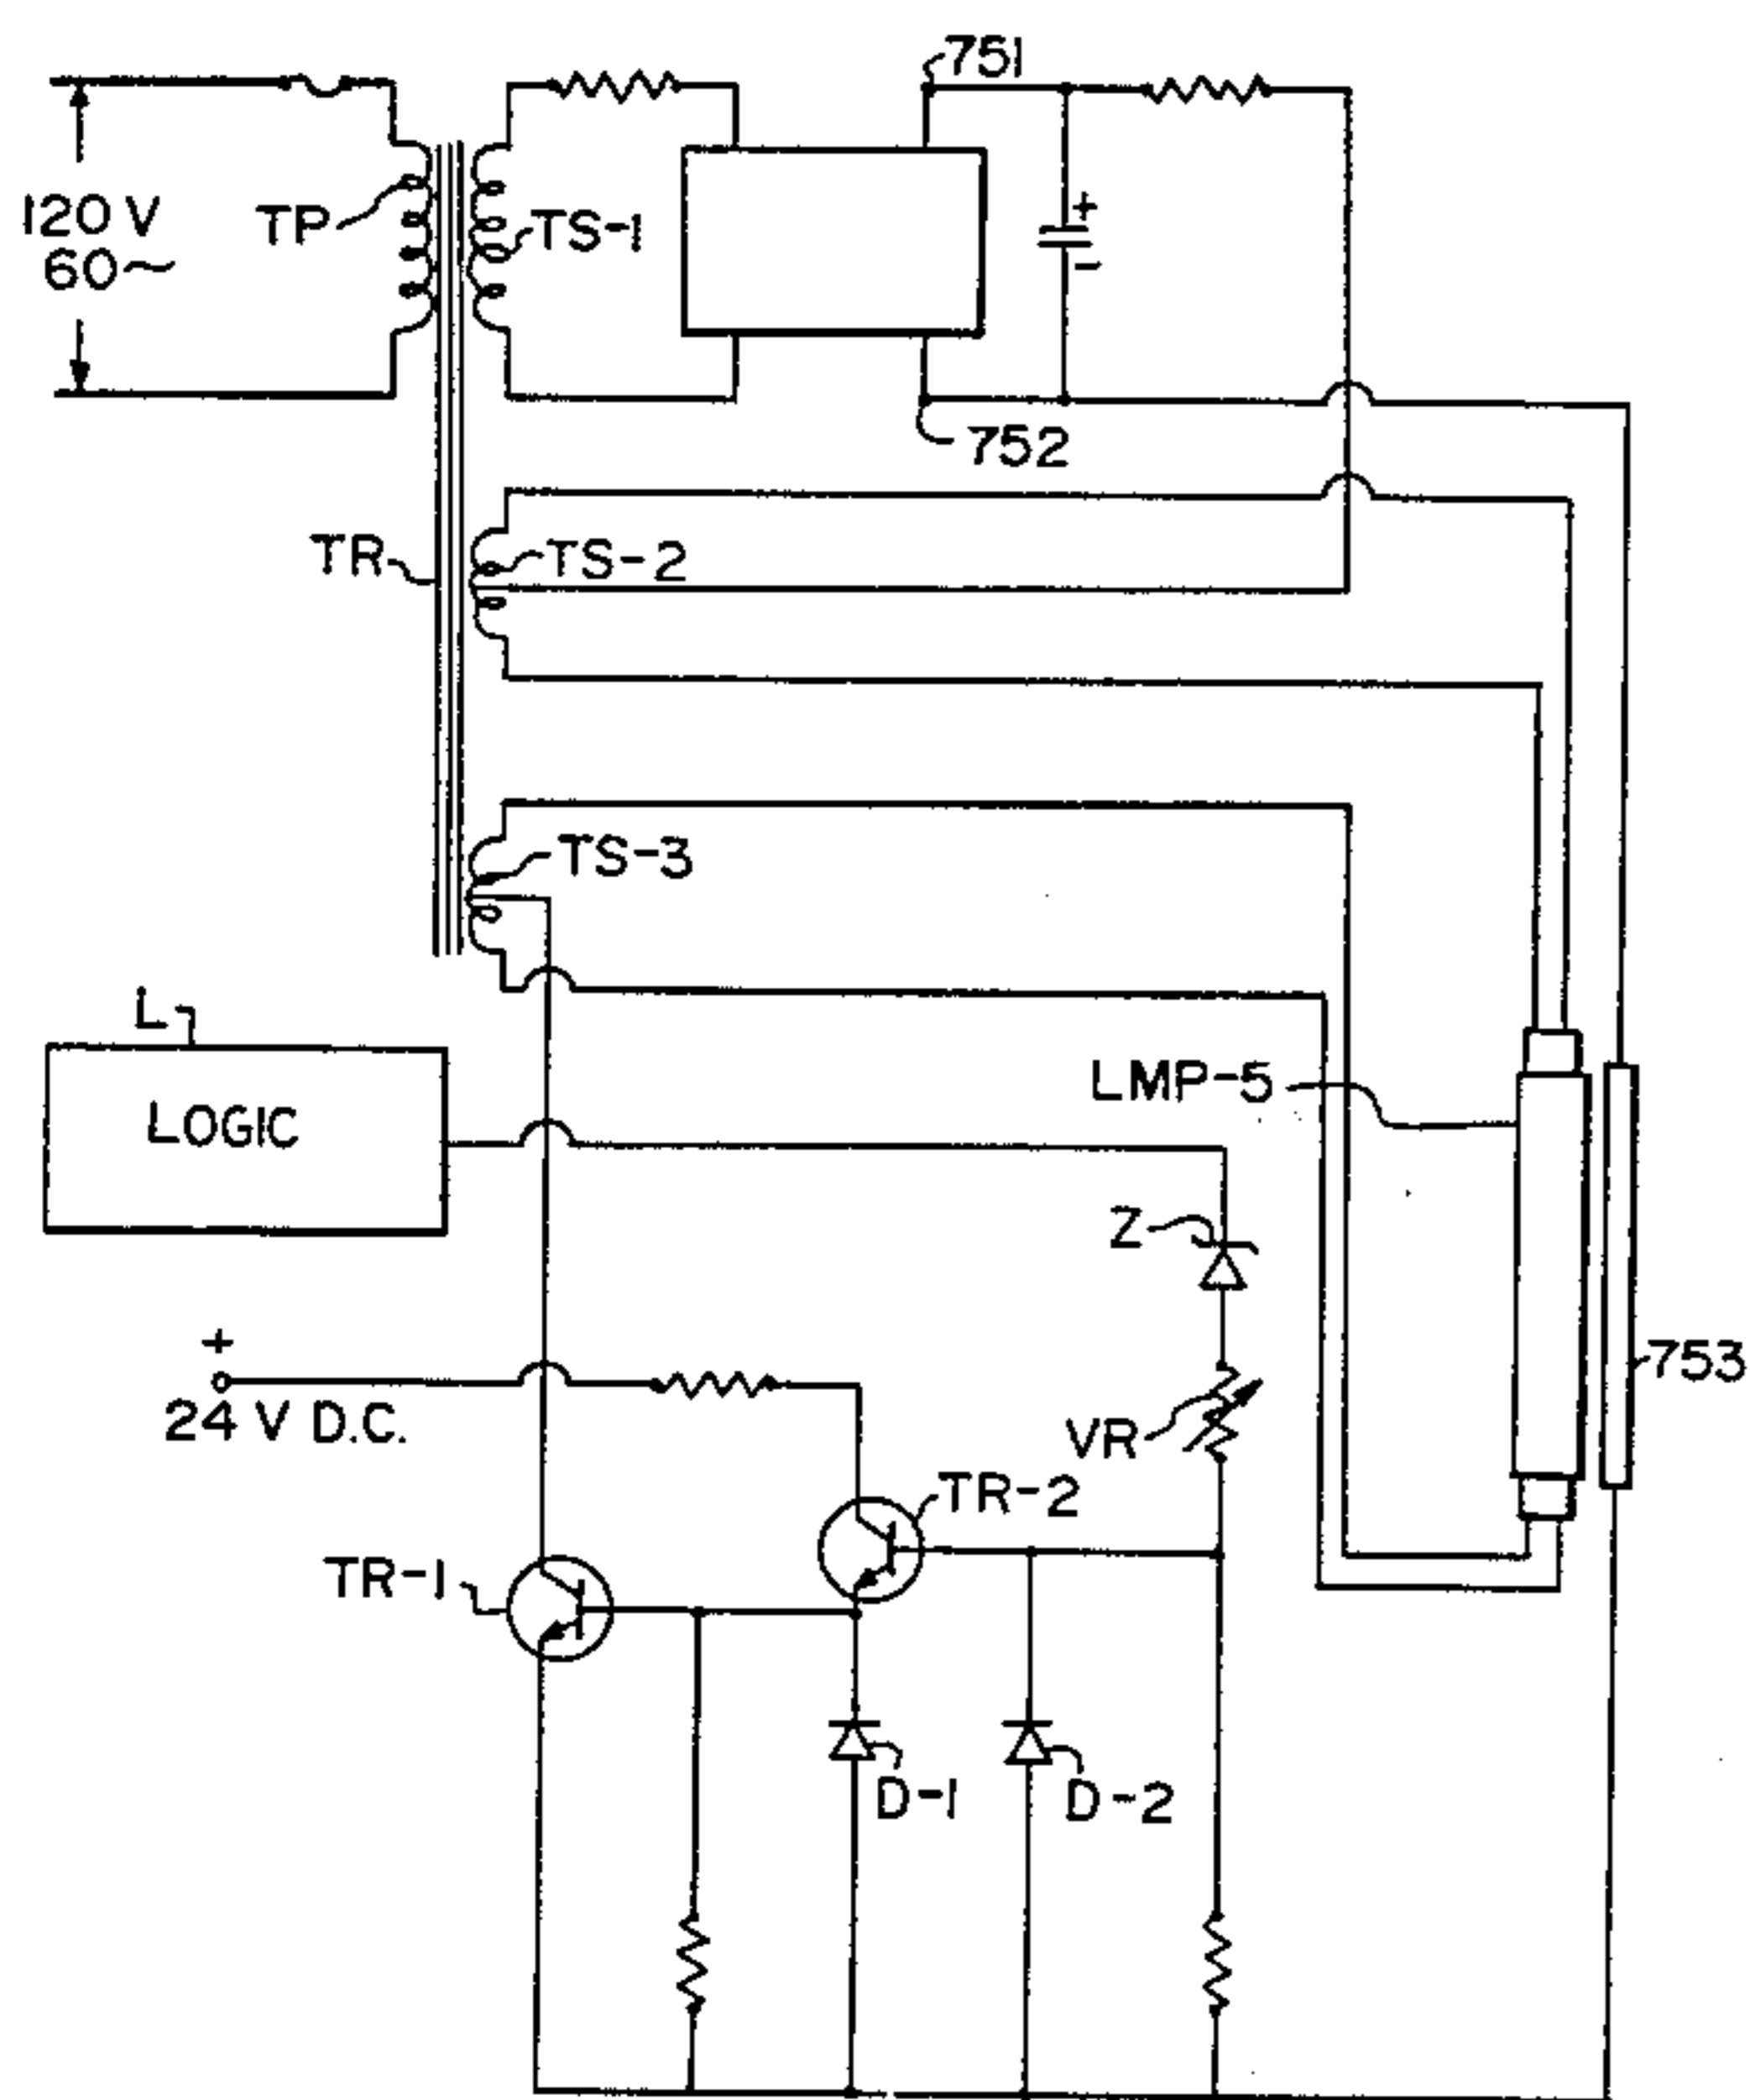 751
120 V
60~
TP
TS-1
+
-
752
TR
TS-2
TS-3
L
LOGIC
LMP-5
Z
+
24 V D.C.
753
VR
TR-2
TR-1
D-1
D-2